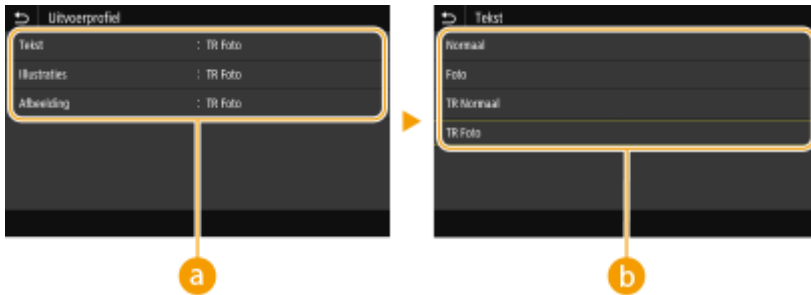 Uitvoerprofiel
Tekst : TR Foto
Illustraties : TR Foto
Afbeelding : TR Foto
a
Tekst
Normaal
Foto
TR Normaal
TR Foto
b